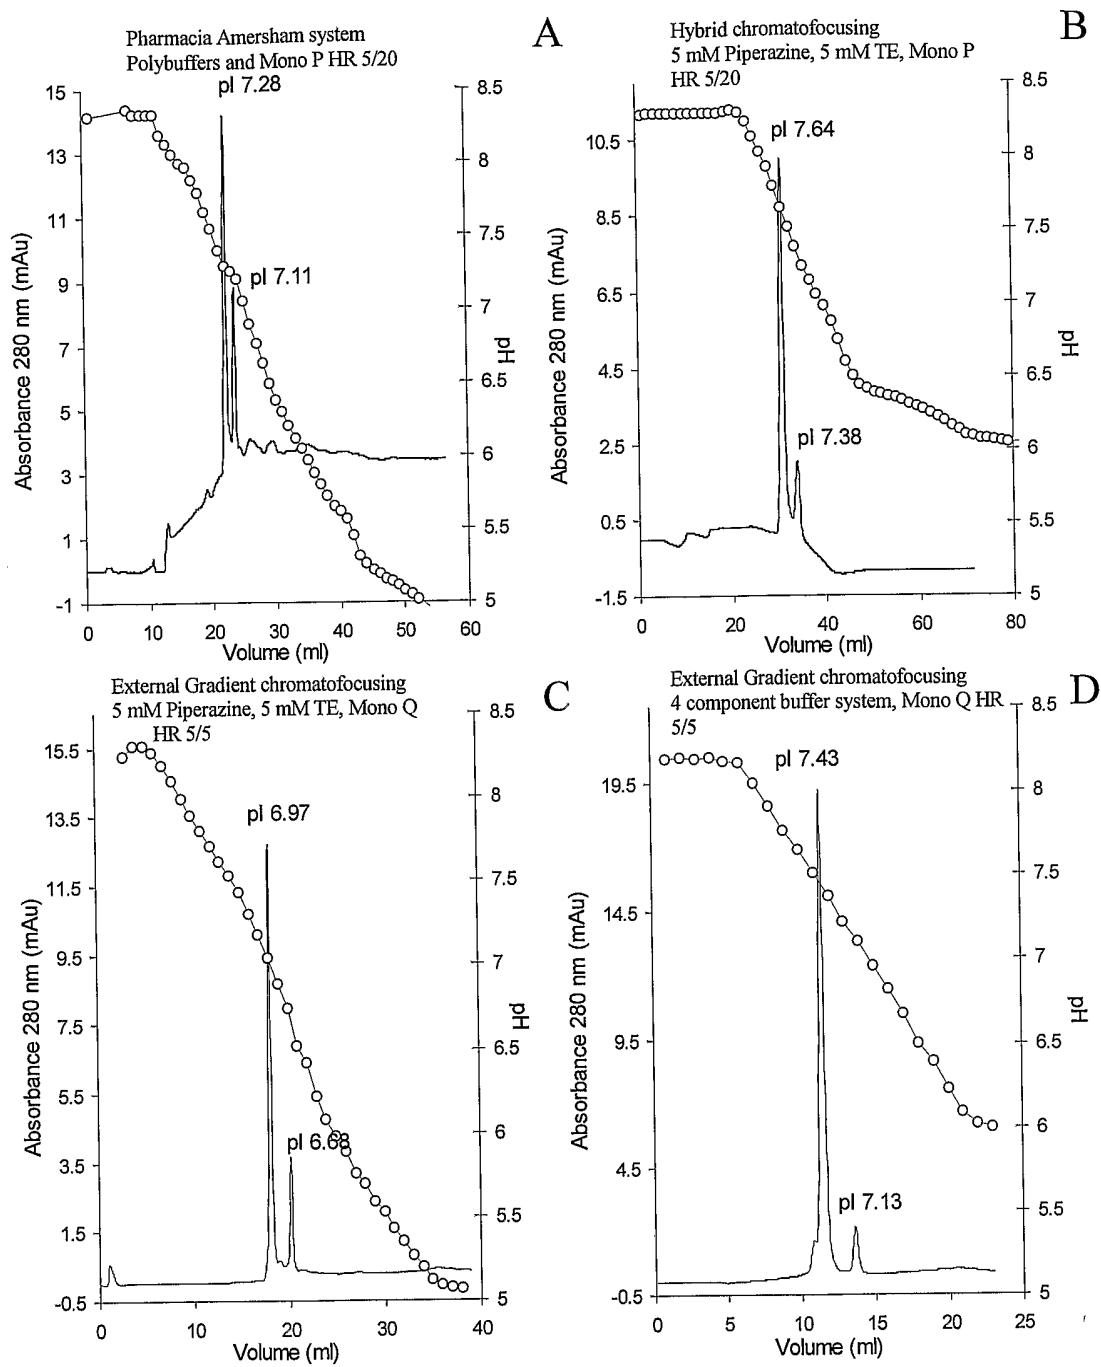 Pharmacia Amersham system
Polybuffers and Mono P HR 5/20
A
pI 7.28
pI 7.11
15
13
11
9
7
5
3
1
-1
8.5
8
7.5
7
6.5
6
5.5
5
Absorbance 280 nm (mAu)
pH
0 10 20 30 40 50 60
Volume (ml)
Hybrid chromatofocusing
5 mM Piperazine, 5 mM TE, Mono P
HR 5/20
B
pI 7.64
pI 7.38
10.5
8.5
6.5
4.5
2.5
0.5
-1.5
8.5
8
7.5
7
6.5
6
5.5
5
Absorbance 280 nm (mAu)
pH
0 20 40 60 80
Volume (ml)
External Gradient chromatofocusing
5 mM Piperazine, 5 mM TE, Mono Q
HR 5/5
C
pI 6.97
pI 6.68
15.5
13.5
11.5
9.5
7.5
5.5
3.5
1.5
-0.5
8.5
8
7.5
7
6.5
6
5.5
5
Absorbance 280 nm (mAu)
pH
0 10 20 30 40
Volume (ml)
External Gradient chromatofocusing
4 component buffer system, Mono Q HR
5/5
D
pI 7.43
pI 7.13
19.5
14.5
9.5
4.5
-0.5
8.5
8
7.5
7
6.5
6
5.5
5
Absorbance 280 nm (mAu)
pH
0 5 10 15 20 25
Volume (ml)